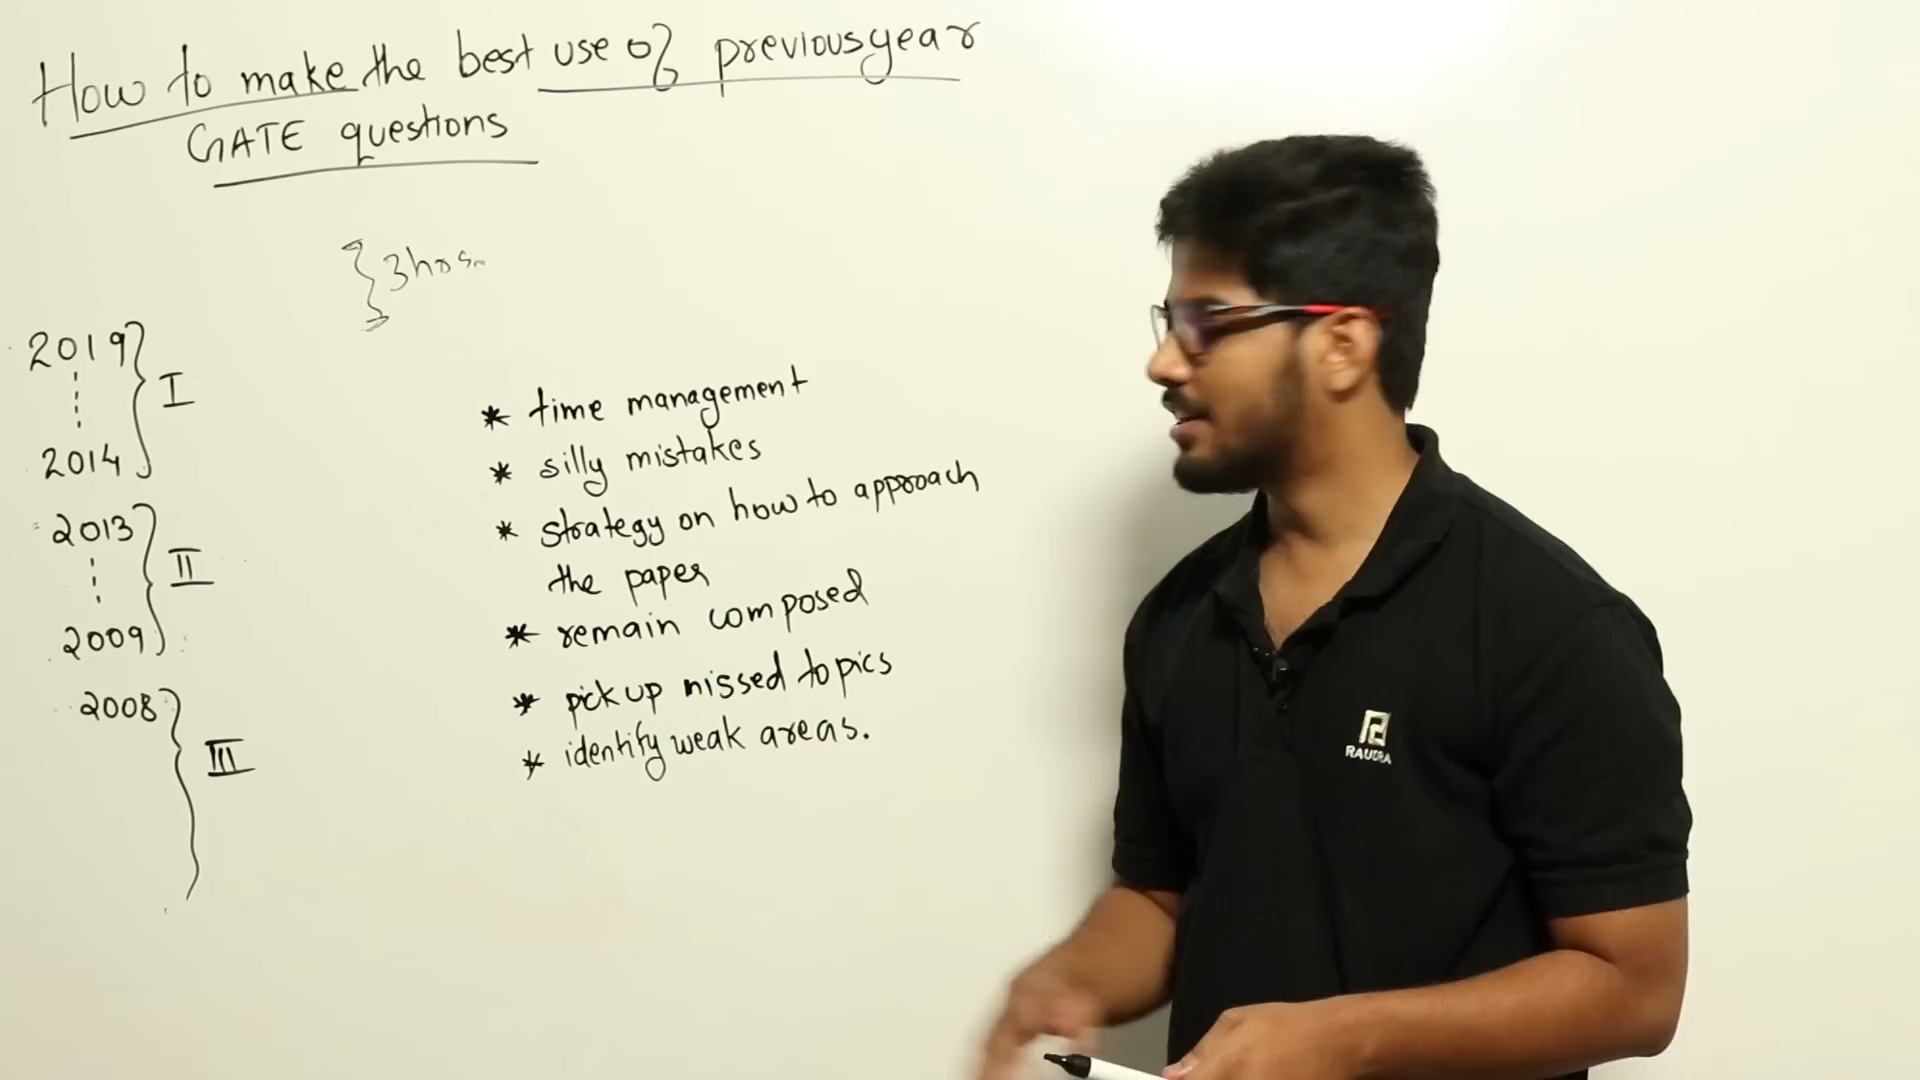 How to make the best use of previous year
GATE questions
3hrs.
2019
I
2014
2013
II
2009
2008
III
* time management
* silly mistakes
* strategy on how to approach
the paper
* remain composed
* pick up missed topics
* identify weak areas.
RAUDRA